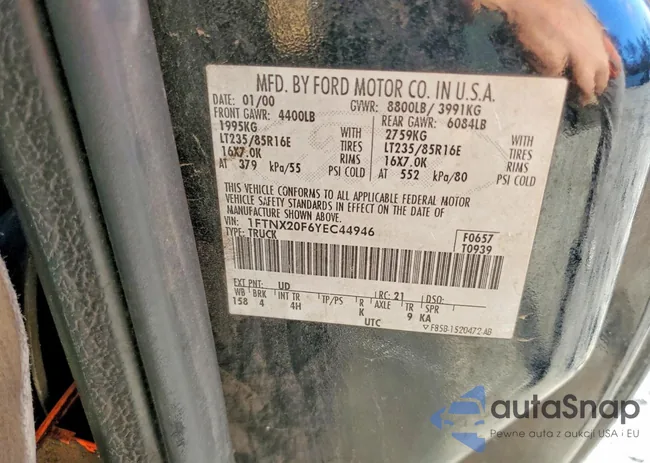 MFD. BY FORD MOTOR CO. IN U.S.A.
DATE: 01/00 GVWR: 8800LB/ 3991KG
FRONT GAWR: 4400LB REAR GAWR: 6084LB
1995KG WITH 2759KG WITH
LT235/85R16E TIRES LT235/85R16E TIRES
16X7.0K RIMS 16X7.0K RIMS
AT 379 kPa/55 PSI COLD AT 552 kPa/80 PSI COLD
THIS VEHICLE CONFORMS TO ALL APPLICABLE FEDERAL MOTOR
VEHICLE SAFETY STANDARDS IN EFFECT ON THE DATE OF
MANUFACTURE SHOWN ABOVE.
VIN: 1FTNX20F6YEC44946 F0657
TYPE: TRUCK T0939
EXT PNT: UD RC: 21 DSO:
WB BRK INT TR TP/PS R AXLE TR SPR
158 4 4H K 9 KA
UTC
▽ F85B-1520472-AB
autaSnap
Pewne auta z aukcji USA i EU